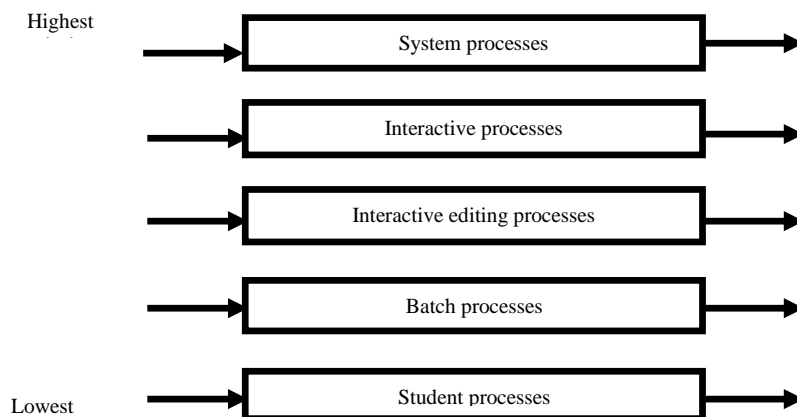 Highest
System processes
Interactive processes
Interactive editing processes
Batch processes
Student processes
Lowest